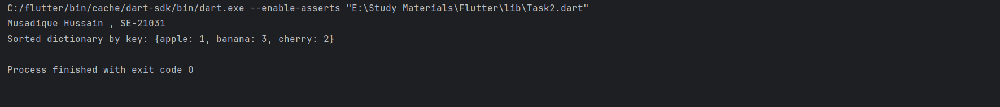 C:/flutter/bin/cache/dart-sdk/bin/dart.exe --enable-asserts "E:\Study Materials\Flutter\lib\Task2.dart"
Musadique Hussain , SE-21031
Sorted dictionary by key: {apple: 1, banana: 3, cherry: 2}
Process finished with exit code 0